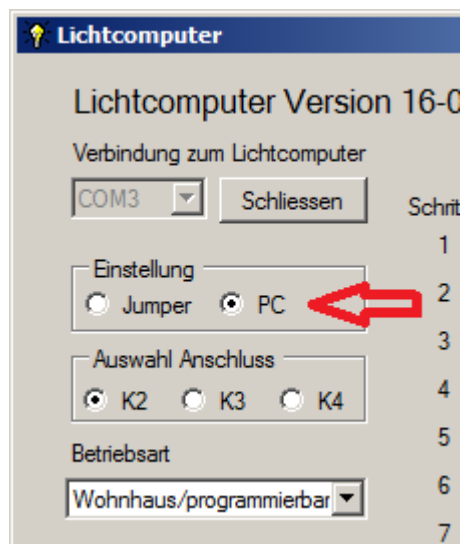 Lichtcomputer
Lichtcomputer Version 16-0
Verbindung zum Lichtcomputer
COM3 Schliessen
Schrit
Einstellung
Jumper PC
Auswahl Anschluss
K2 K3 K4
Betriebsart
Wohnhaus/programmierbar
1
2
3
4
5
6
7